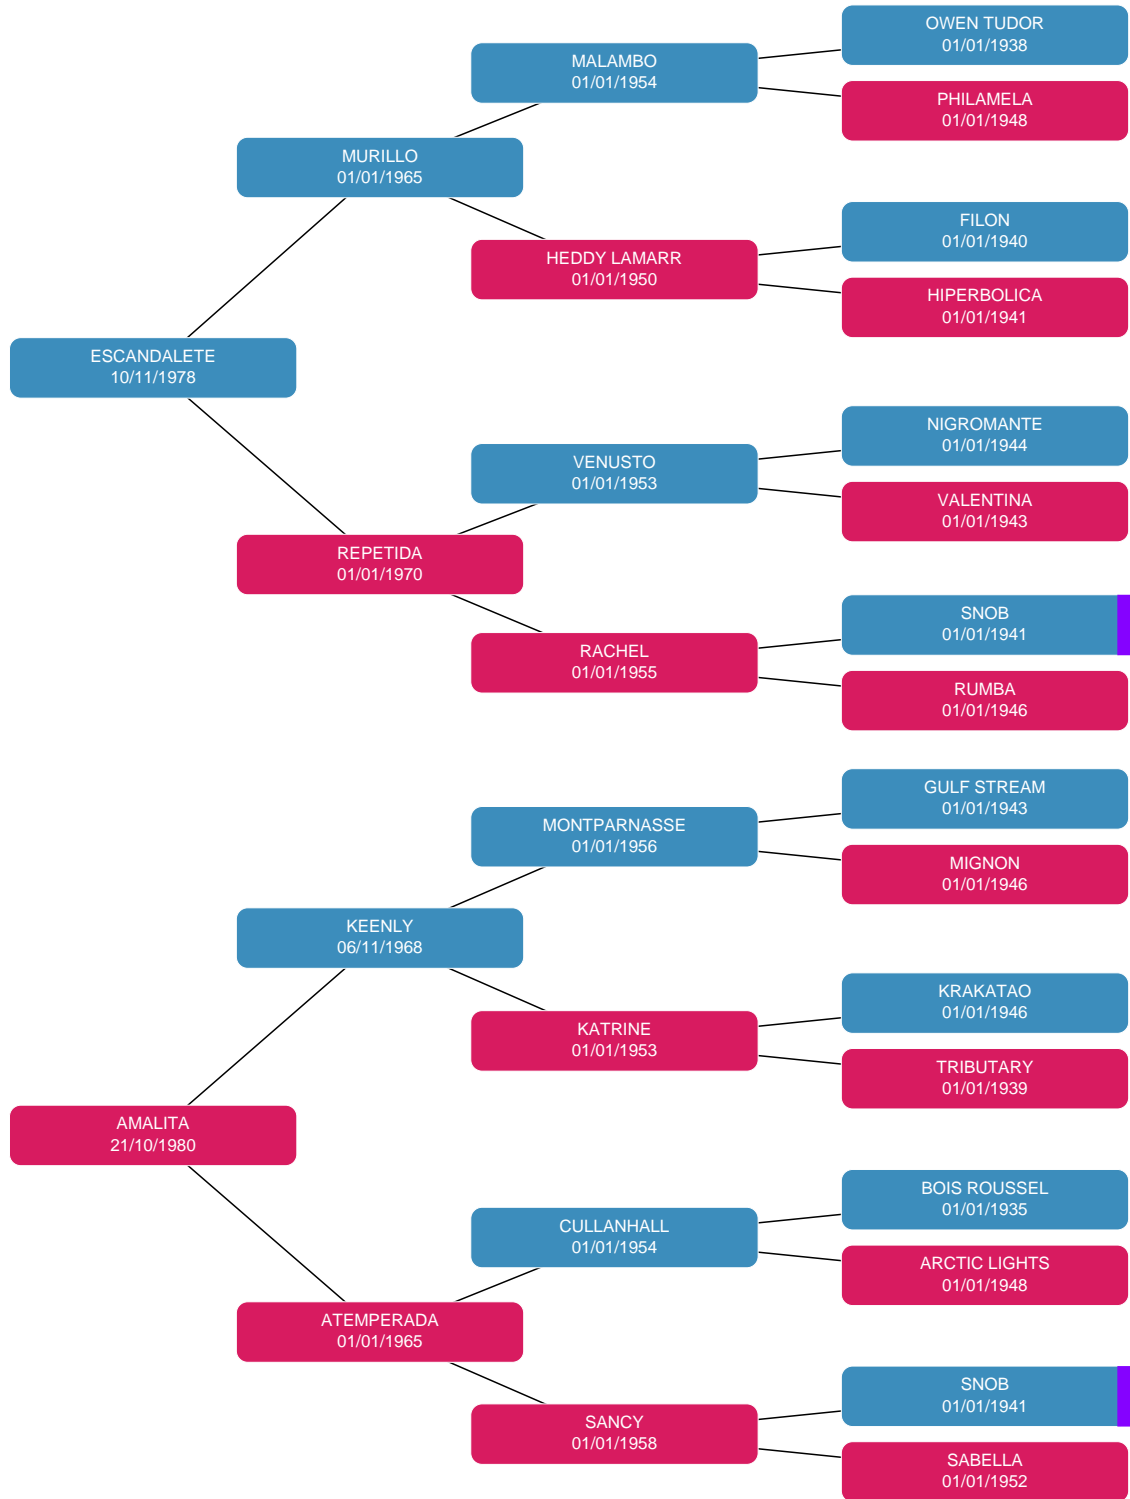 OWEN TUDOR
01/01/1938
MALAMBO
01/01/1954
PHILAMELA
01/01/1948
MURILLO
01/01/1965
FILON
01/01/1940
HEDDY LAMARR
01/01/1950
HIPERBOLICA
01/01/1941
ESCANDALETE
10/11/1978
NIGROMANTE
01/01/1944
VENUSTO
01/01/1953
VALENTINA
01/01/1943
REPETIDA
01/01/1970
SNOB
01/01/1941
RACHEL
01/01/1955
RUMBA
01/01/1946
GULF STREAM
01/01/1943
MONTPARNASSE
01/01/1956
MIGNON
01/01/1946
KEENLY
06/11/1968
KRAKATAO
01/01/1946
KATRINE
01/01/1953
TRIBUTARY
01/01/1939
AMALITA
21/10/1980
BOIS ROUSSEL
01/01/1935
CULLANHALL
01/01/1954
ARCTIC LIGHTS
01/01/1948
ATEMPERADA
01/01/1965
SNOB
01/01/1941
SANCY
01/01/1958
SABELLA
01/01/1952